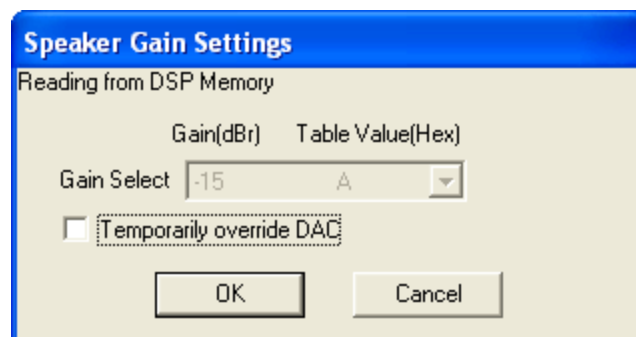 Speaker Gain Settings
Reading from DSP Memory
Gain(dBr) Table Value(Hex)
Gain Select -15 A
Temporarily override DAC
OK Cancel